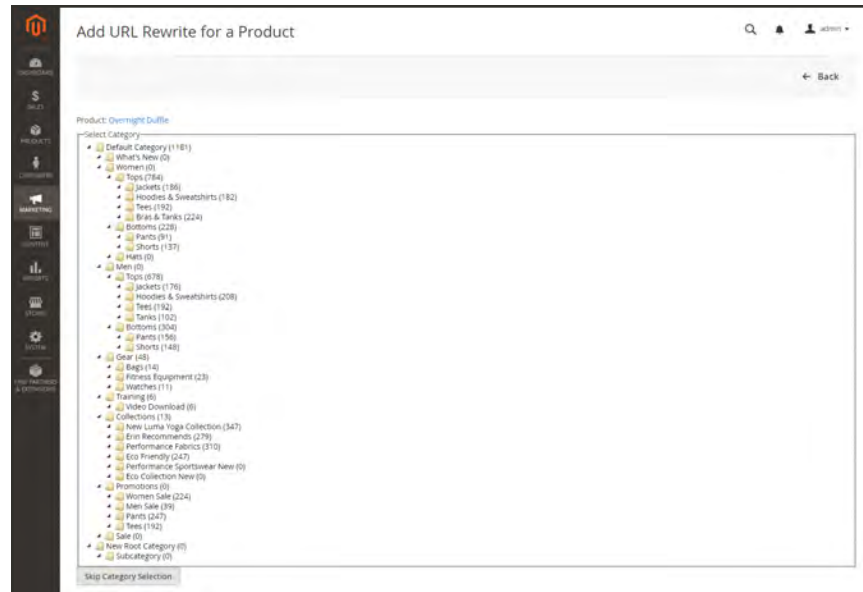 Add URL Rewrite for a Product
admin
← Back
DASHBOARD
SALES
PRODUCTS
CUSTOMERS
MARKETING
CONTENT
REPORTS
STORES
SYSTEM
FIND PARTNERS
& EXTENSIONS
Product: Overnight Duffle
Select Category
Default Category (1181)
What's New (0)
Women (0)
Tops (784)
Jackets (186)
Hoodies & Sweatshirts (182)
Tees (192)
Bras & Tanks (224)
Bottoms (228)
Pants (91)
Shorts (137)
Hats (0)
Men (0)
Tops (678)
Jackets (176)
Hoodies & Sweatshirts (208)
Tees (192)
Tanks (102)
Bottoms (304)
Pants (156)
Shorts (148)
Gear (48)
Bags (14)
Fitness Equipment (23)
Watches (11)
Training (6)
Video Download (6)
Collections (13)
New Luma Yoga Collection (347)
Erin Recommends (279)
Performance Fabrics (310)
Eco Friendly (247)
Performance Sportswear New (0)
Eco Collection New (0)
Promotions (0)
Women Sale (224)
Men Sale (39)
Pants (247)
Tees (192)
Sale (0)
New Root Category (0)
Subcategory (0)
Skip Category Selection